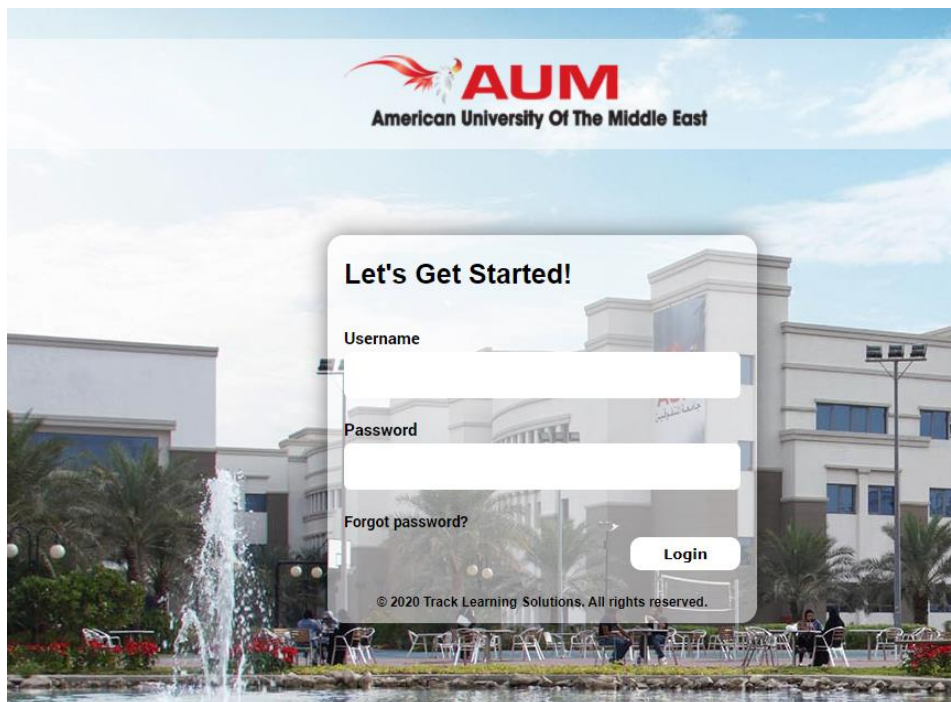 AUM
American University Of The Middle East
Let's Get Started!
Username
Password
Forgot password?
Login
© 2020 Track Learning Solutions. All rights reserved.